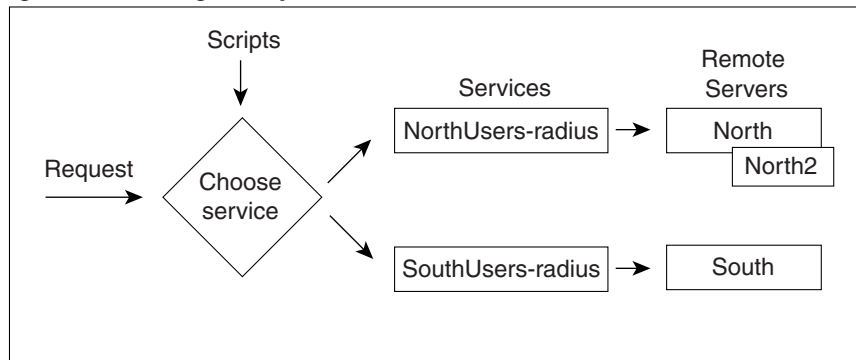 Scripts
Request
Choose
service
Services
NorthUsers-radius
SouthUsers-radius
Remote
Servers
North
North2
South